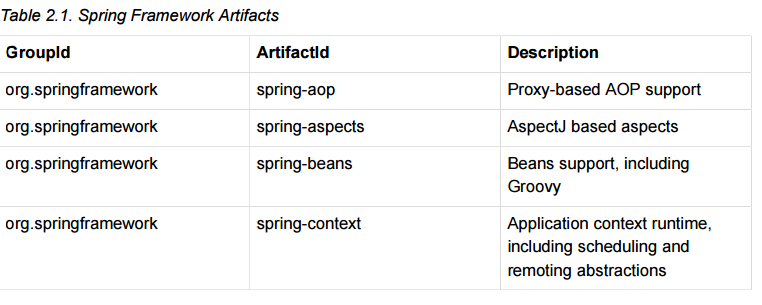 Table 2.1. Spring Framework Artifacts
GroupId ArtifactId Description
org.springframework spring-aop Proxy-based AOP support
org.springframework spring-aspects AspectJ based aspects
org.springframework spring-beans Beans support, including
Groovy
org.springframework spring-context Application context runtime,
including scheduling and
remoting abstractions